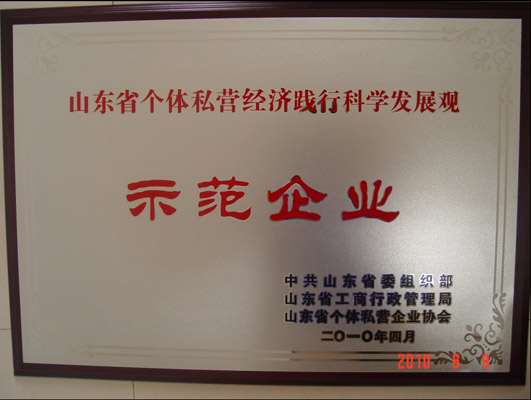 山东省个体私营经济践行科学发展观
示范企业
中共山东省委组织部
山东省工商行政管理局
山东省个体私营企业协会
二〇一〇年四月
2010 8 6